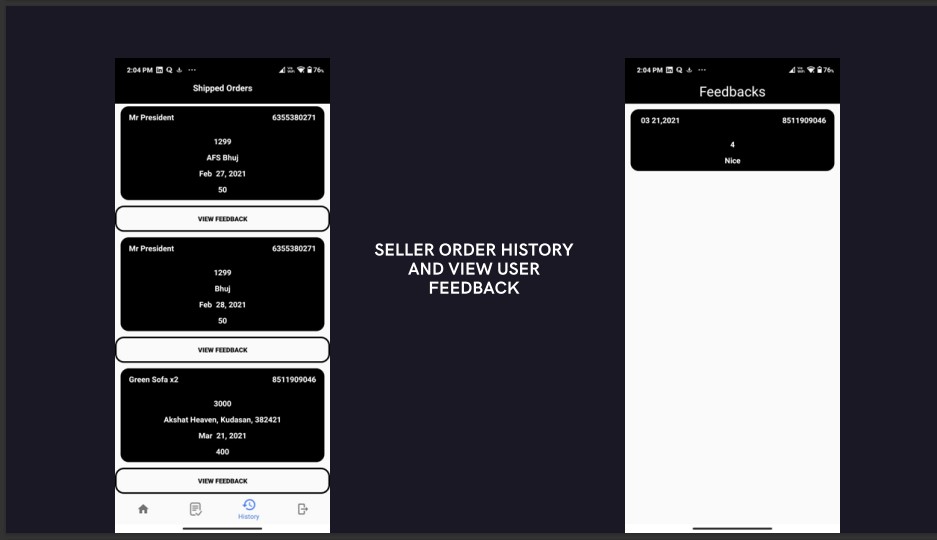 2:04 PM
76%
Shipped Orders
Mr President 6355380271
1299
AFS Bhuj
Feb 27, 2021
50
VIEW FEEDBACK
Mr President 6355380271
1299
Bhuj
Feb 28, 2021
50
VIEW FEEDBACK
Green Sofa x2 8511909046
3000
Akshat Heaven, Kudasan, 382421
Mar 21, 2021
400
VIEW FEEDBACK
History
SELLER ORDER HISTORY
AND VIEW USER
FEEDBACK
2:04 PM
76%
Feedbacks
03 21,2021 8511909046
4
Nice